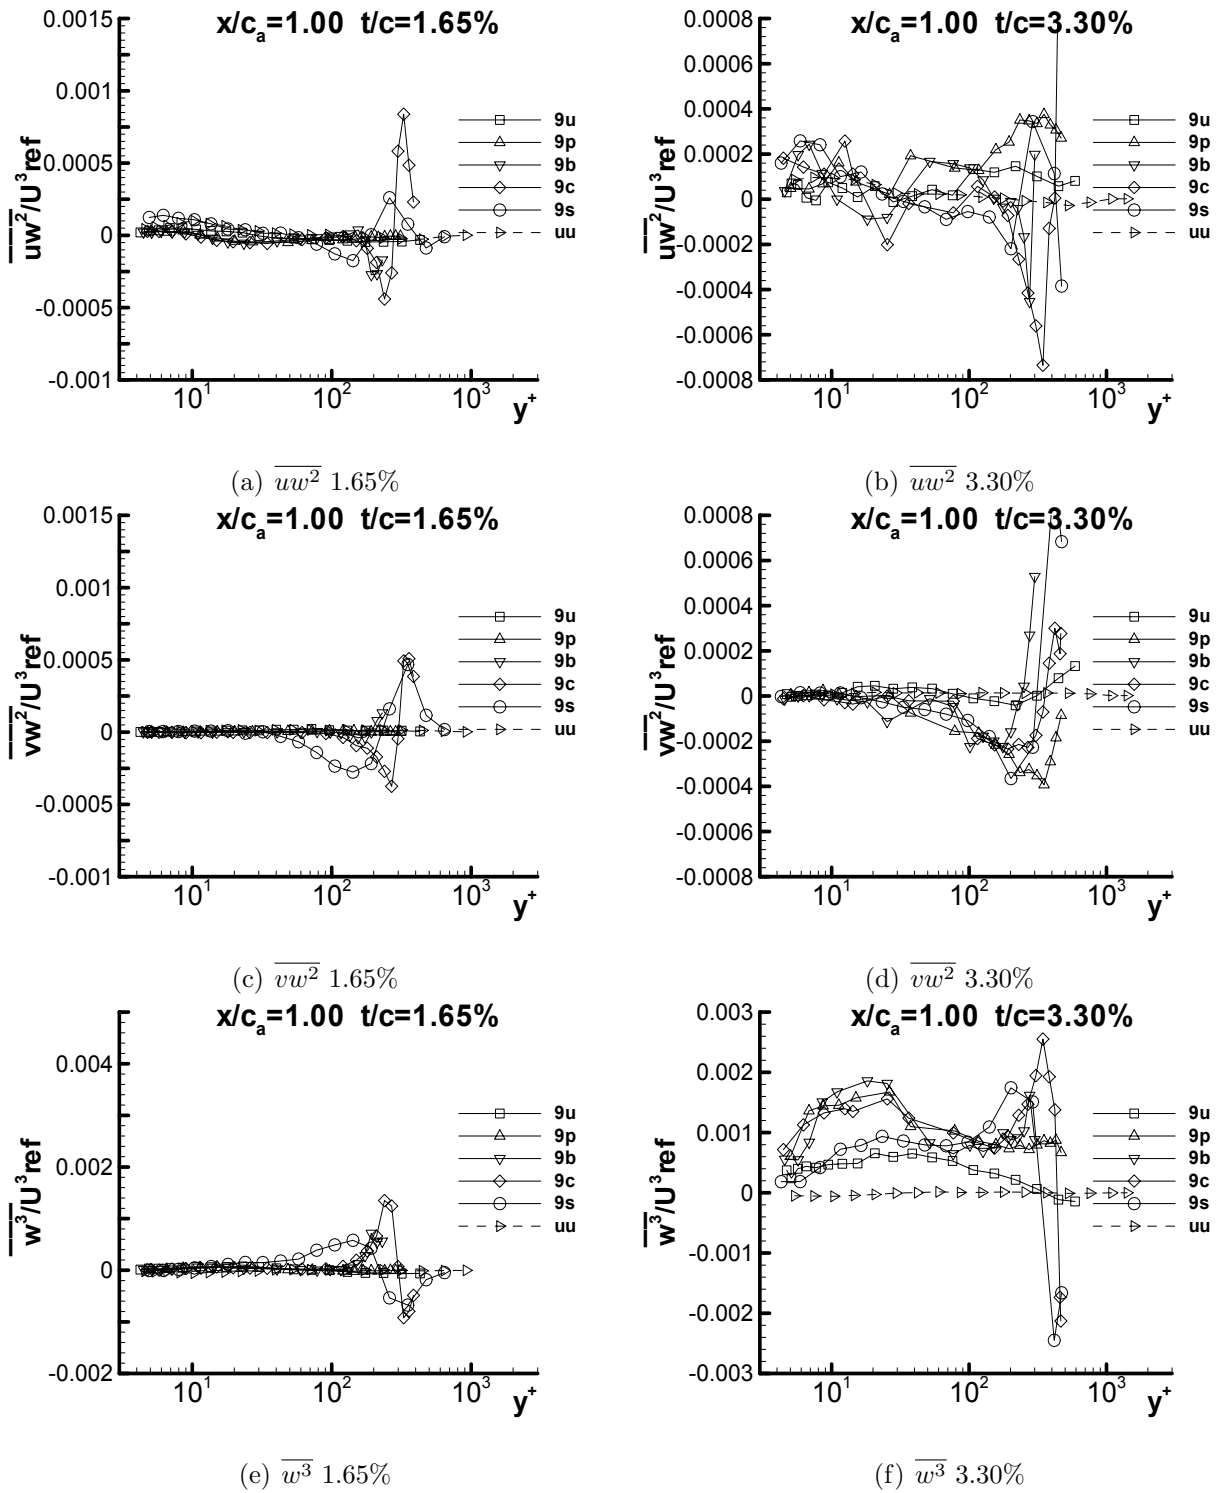 x/cₐ=1.00 t/c=1.65%
0.0015
0.001
0.0005
0
-0.0005
-0.001
10¹ 10² 10³
y⁺
uw²/U³ref
9u
9p
9b
9c
9s
uu
(a) uw² 1.65%
x/cₐ=1.00 t/c=3.30%
0.0008
0.0006
0.0004
0.0002
0
-0.0002
-0.0004
-0.0006
-0.0008
10¹ 10² 10³
y⁺
uw²/U³ref
9u
9p
9b
9c
9s
uu
(b) uw² 3.30%
x/cₐ=1.00 t/c=1.65%
0.0015
0.001
0.0005
0
-0.0005
-0.001
10¹ 10² 10³
y⁺
vw²/U³ref
9u
9p
9b
9c
9s
uu
(c) vw² 1.65%
x/cₐ=1.00 t/c=3.30%
0.0008
0.0006
0.0004
0.0002
0
-0.0002
-0.0004
-0.0006
-0.0008
10¹ 10² 10³
y⁺
vw²/U³ref
9u
9p
9b
9c
9s
uu
(d) vw² 3.30%
x/cₐ=1.00 t/c=1.65%
0.004
0.002
0
-0.002
10¹ 10² 10³
y⁺
w³/U³ref
9u
9p
9b
9c
9s
uu
(e) w³ 1.65%
x/cₐ=1.00 t/c=3.30%
0.003
0.002
0.001
0
-0.001
-0.002
-0.003
10¹ 10² 10³
y⁺
w³/U³ref
9u
9p
9b
9c
9s
uu
(f) w³ 3.30%